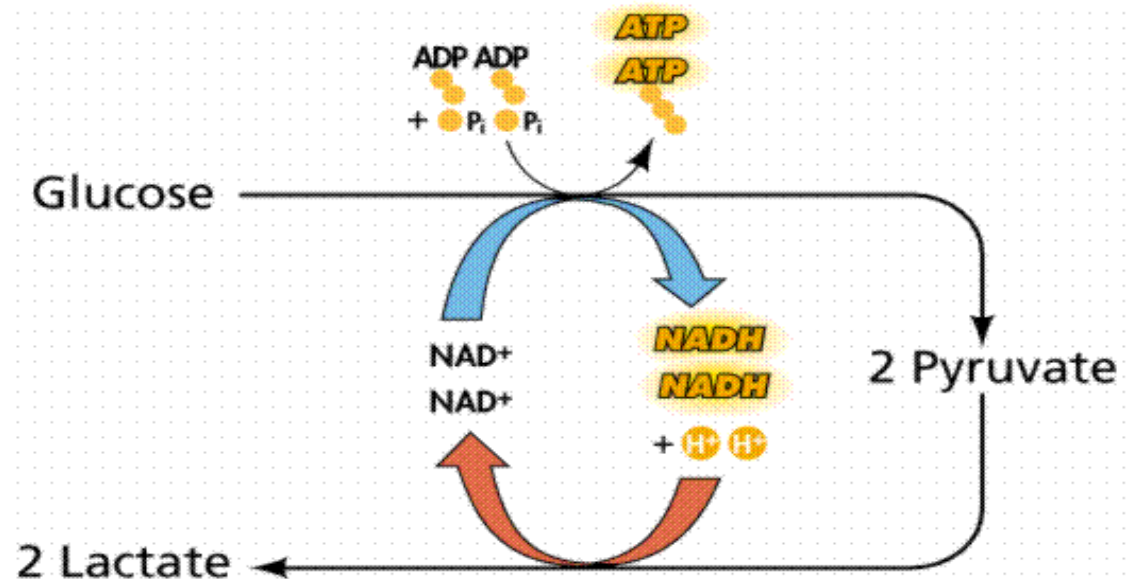 ATP
ADP ADP
ATP
+ Pi Pi
Glucose
NAD+
NADH
2 Pyruvate
NADH
NAD+
+ H+ H+
2 Lactate